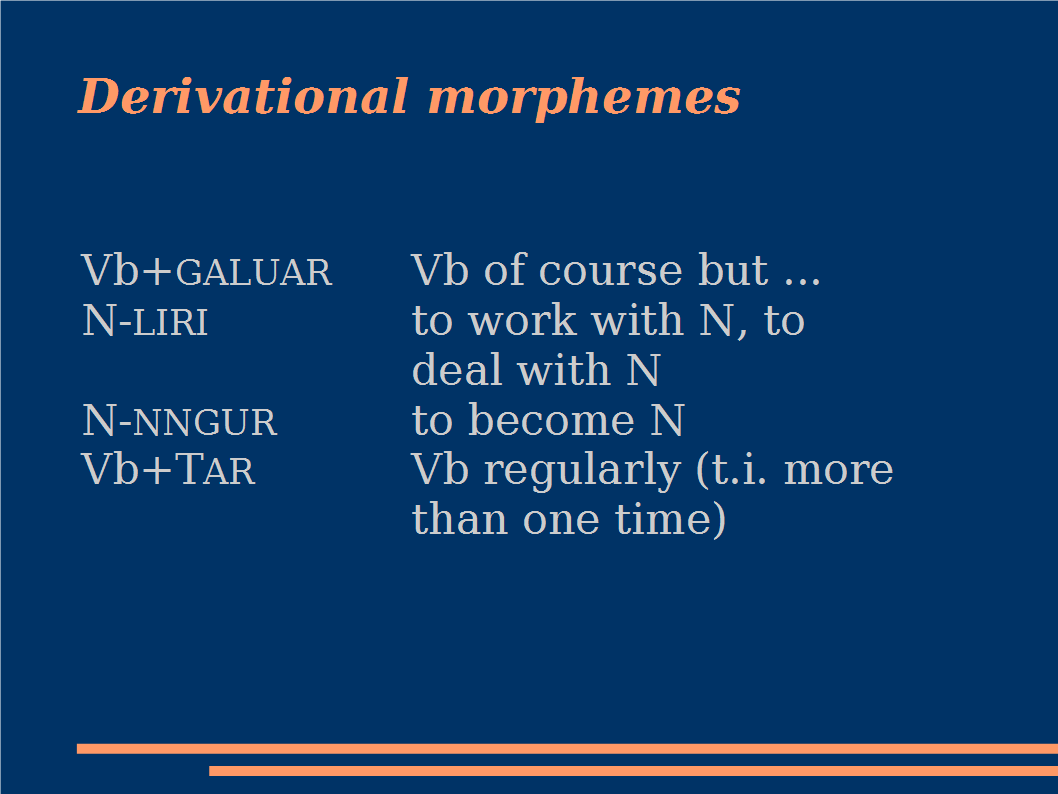 Derivational morphemes
Vb+GALUAR Vb of course but ...
N-LIRI to work with N, to
deal with N
N-NNGUR to become N
Vb+TAR Vb regularly (t.i. more
than one time)